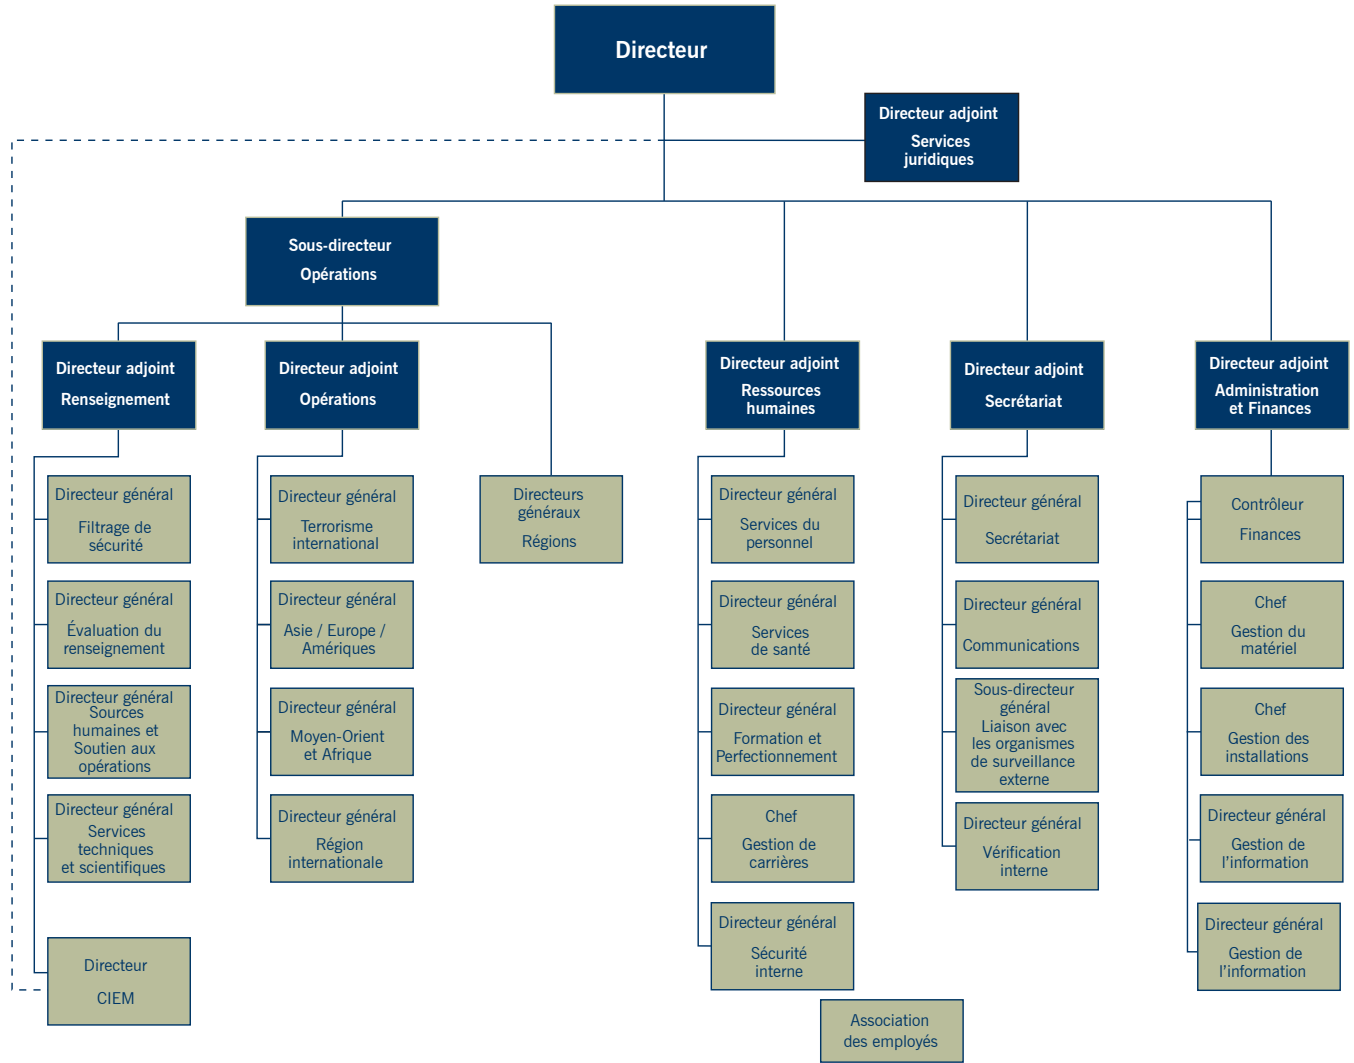 Directeur
Directeur adjoint
Services
juridiques
Sous-directeur
Opérations
Directeur adjoint
Renseignement
Directeur général
Filtrage de
sécurité
Directeur général
Évaluation du
renseignement
Directeur général
Sources
humaines et
Soutien aux
opérations
Directeur général
Services
techniques
et scientifiques
Directeur
CIEM
Directeur adjoint
Opérations
Directeur général
Terrorisme
international
Directeur général
Asie / Europe /
Amériques
Directeur général
Moyen-Orient
et Afrique
Directeur général
Région
internationale
Directeurs
généraux
Régions
Directeur adjoint
Ressources
humaines
Directeur général
Services du
personnel
Directeur général
Services
de santé
Directeur général
Formation et
Perfectionnement
Chef
Gestion de
carrières
Directeur général
Sécurité
interne
Association
des employés
Directeur adjoint
Secrétariat
Directeur général
Secrétariat
Directeur général
Communications
Sous-directeur
général
Liaison avec
les organismes
de surveillance
externe
Directeur général
Vérification
interne
Directeur adjoint
Administration
et Finances
Contrôleur
Finances
Chef
Gestion du
matériel
Chef
Gestion des
installations
Directeur général
Gestion de
l'information
Directeur général
Gestion de
l'information